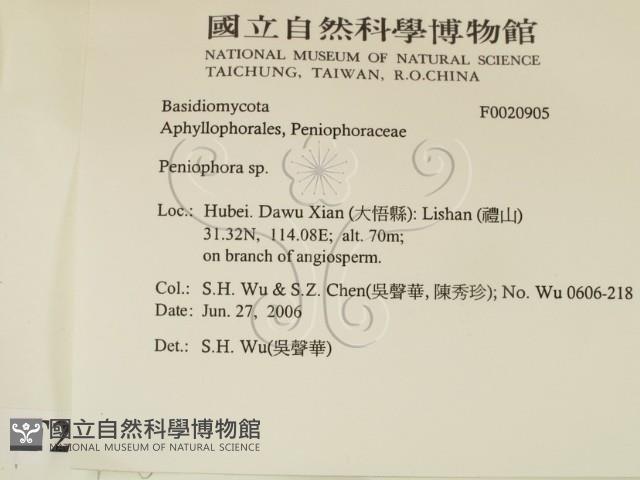 國立自然科學博物館
NATIONAL MUSEUM OF NATURAL SCIENCE
TAICHUNG, TAIWAN, R.O.CHINA
Basidiomycota F0020905
Aphyllophorales, Peniophoraceae
Peniophora sp.
Loc.: Hubei. Dawu Xian (大悟縣): Lishan (禮山)
31.32N, 114.08E; alt. 70m;
on branch of angiosperm.
Col.: S.H. Wu & S.Z. Chen(吳聲華, 陳秀珍); No. Wu 0606-218
Date: Jun. 27, 2006
Det.: S.H. Wu(吳聲華)
國立自然科學博物館
NATIONAL MUSEUM OF NATURAL SCIENCE